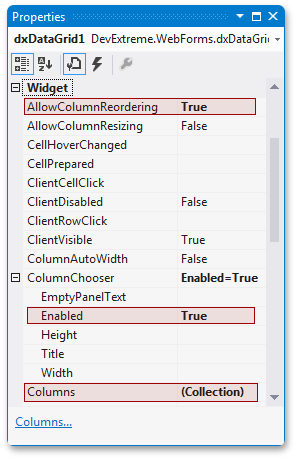 Properties
dxDataGrid1 DevExtreme.WebForms.dxDataGri
Widget
AllowColumnReordering True
AllowColumnResizing False
CellHoverChanged
CellPrepared
ClientCellClick
ClientDisabled False
ClientRowClick
ClientVisible True
ColumnAutoWidth False
ColumnChooser Enabled=True
EmptyPanelText
Enabled True
Height
Title
Width
Columns (Collection)
Columns...